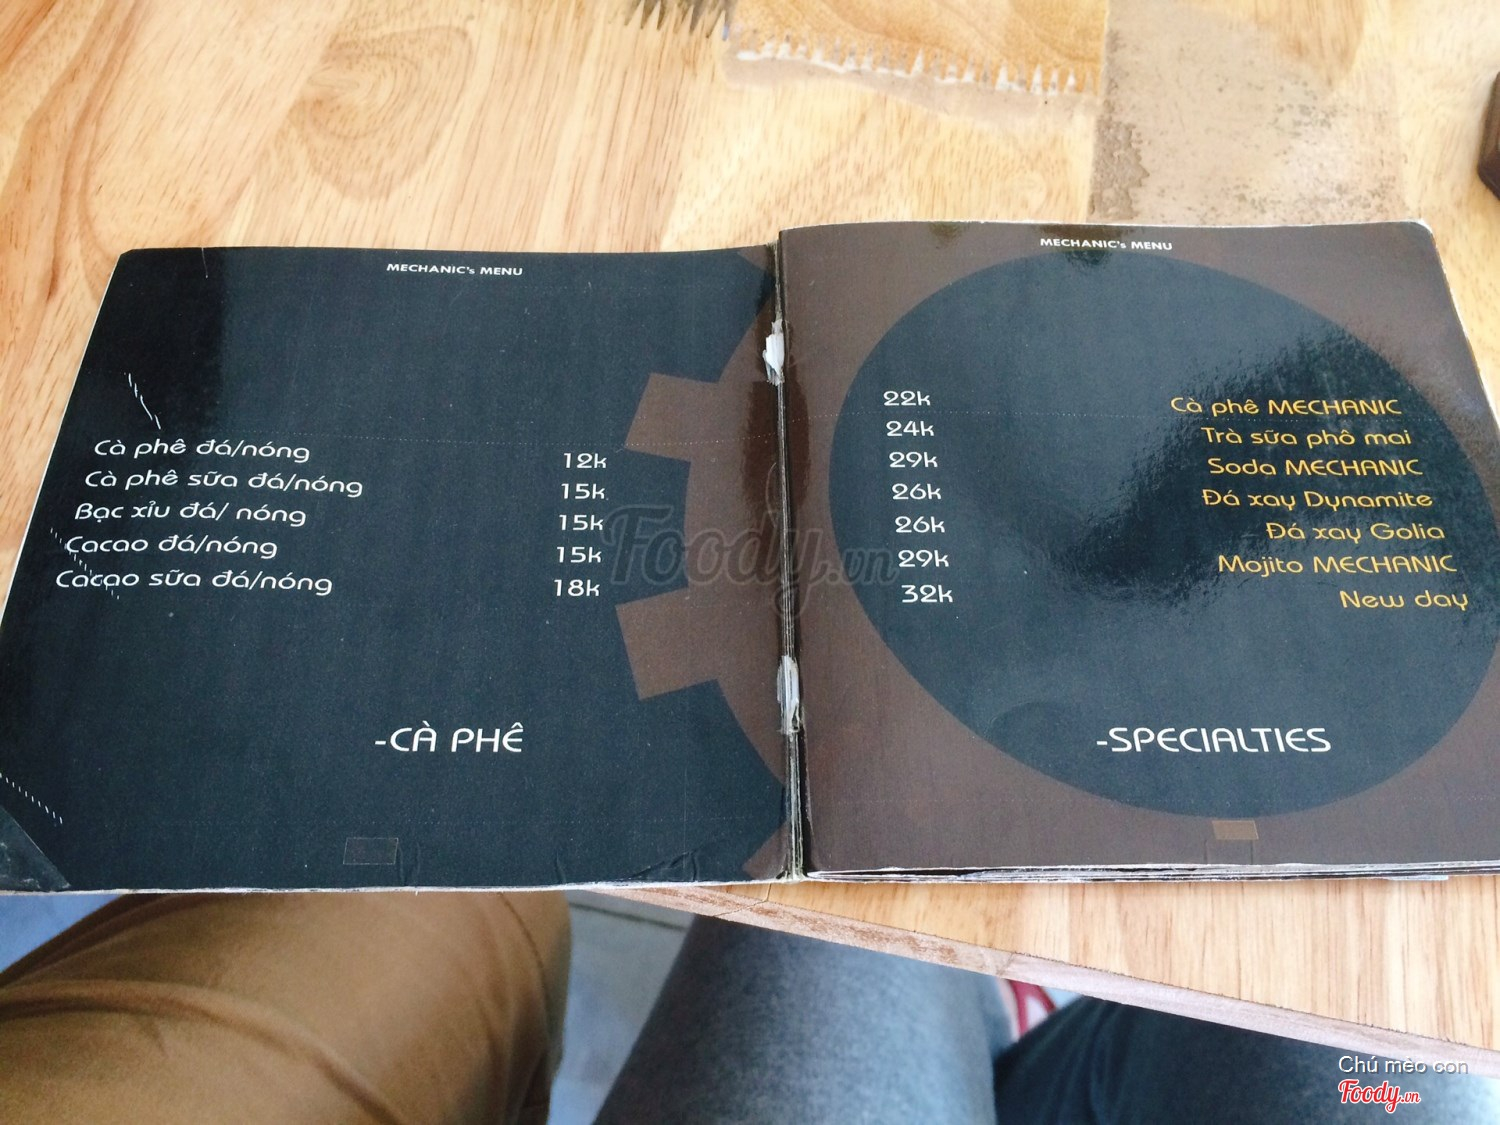 MECHANIC's MENU
Cà phê đá/nóng 12k
Cà phê sữa đá/nóng 15k
Bạc xỉu đá/ nóng 15k
Cacao đá/nóng 15k
Cacao sữa đá/nóng 18k
-CÀ PHÊ
MECHANIC's MENU
22k Cà phê MECHANIC
24k Trà sữa phô mai
29k Soda MECHANIC
26k Đá xay Dynamite
26k Đá xay Golia
29k Mojito MECHANIC
32k New day
-SPECIALTIES
Foody.vn
Chú mèo con
Foody.vn